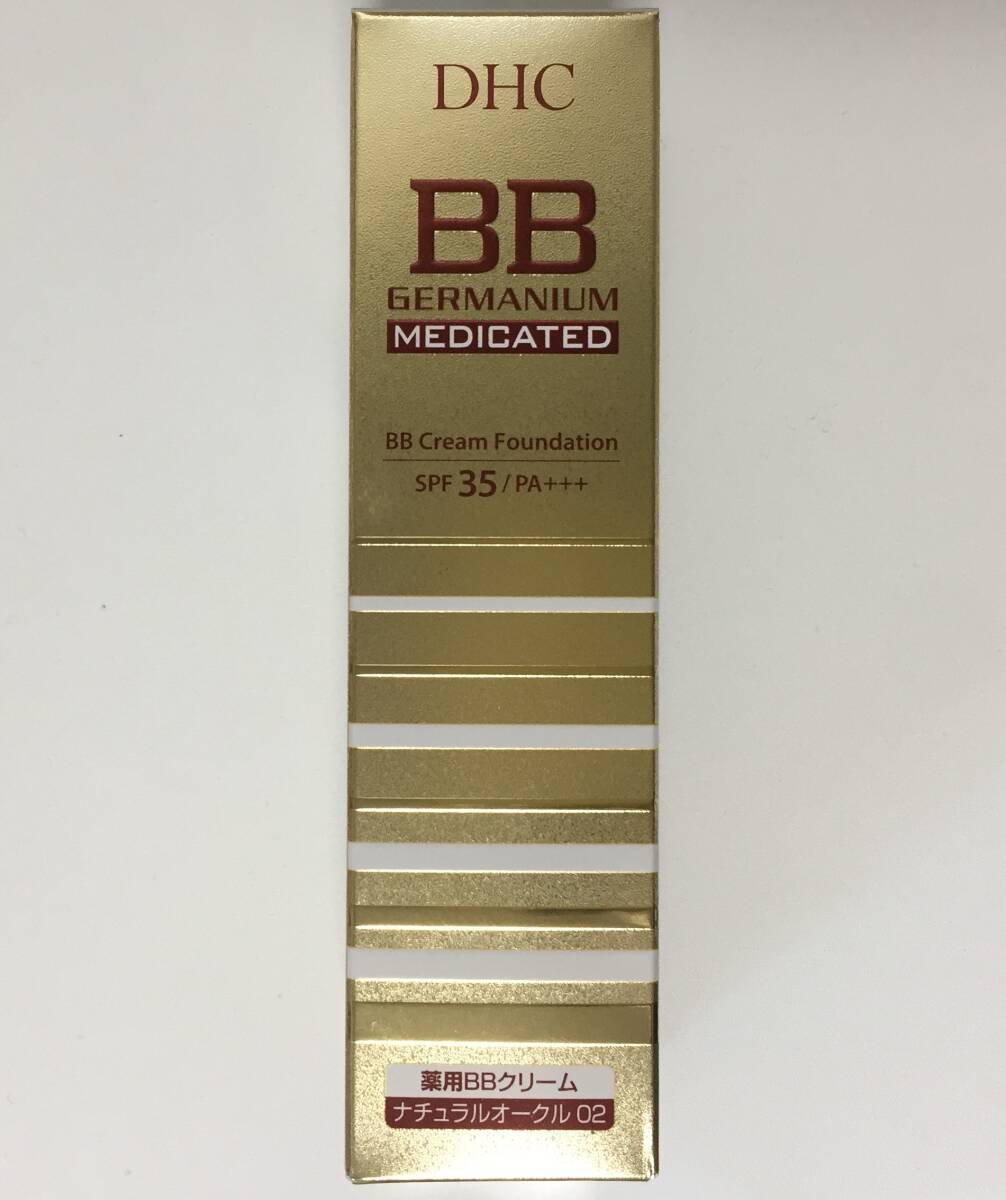 DHC
BB
GERMANIUM
MEDICATED
BB Cream Foundation
SPF 35 / PA+++
薬用BBクリーム
ナチュラルオークル 02